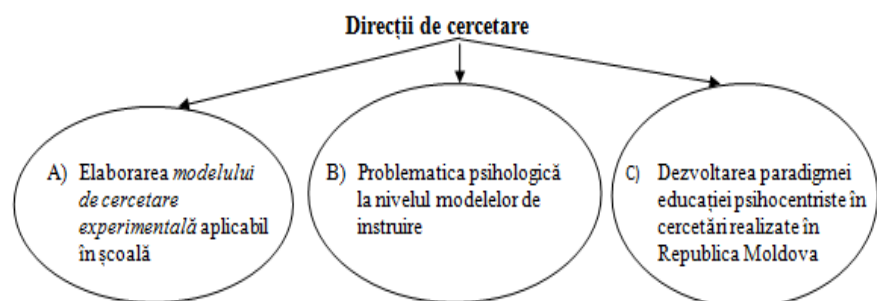 Direcții de cercetare
A) Elaborarea modelului
de cercetare
experimentală aplicabil
în școală
B) Problematica psihologică
la nivelul modelelor de
instruire
C) Dezvoltarea paradigmei
educației psihocentriste în
cercetări realizate în
Republica Moldova